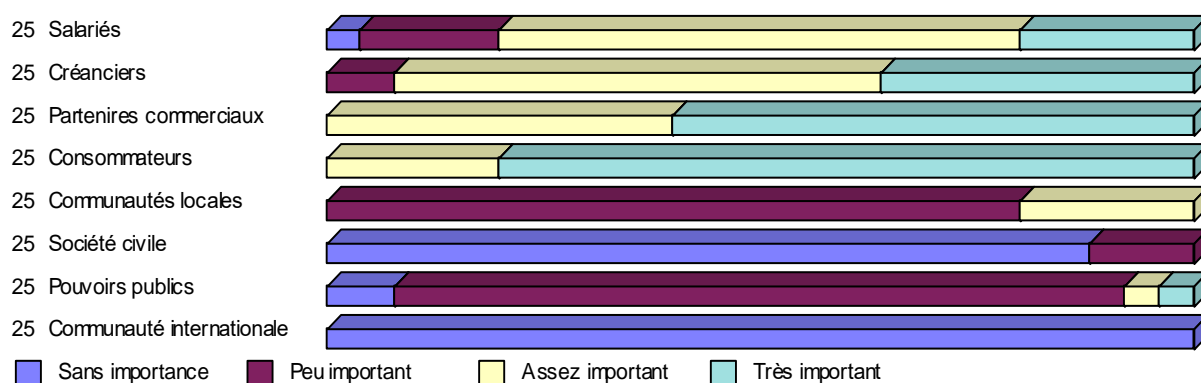 25 Salariés
25 Créanciers
25 Partenires commerciaux
25 Consommateurs
25 Communautés locales
25 Société civile
25 Pouvoirs publics
25 Communauté internationale
Sans importance Peu important Assez important Très important